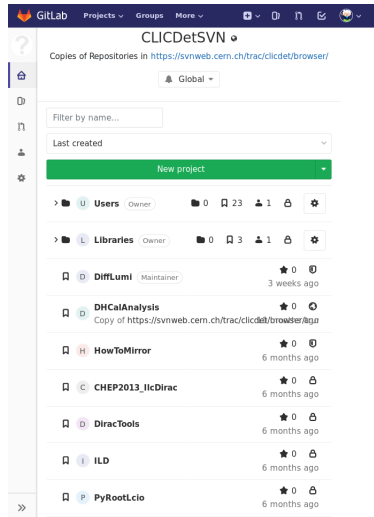 GitLab Projects Groups More
CLICDetSVN
Copies of Repositories in https://svnweb.cern.ch/trac/clicdet/browser/
Global
Filter by name...
Last created
New project
U Users Owner 0 23 1
L Libraries Owner 0 3 1
D DiffLumi Maintainer 0
3 weeks ago
D DHCalAnalysis 0
Copy of https://svnweb.cern.ch/trac/clicdet/browser/
H HowToMirror 0
6 months ago
C CHEP2013_IlcDirac 0
6 months ago
D DiracTools 0
6 months ago
I ILD 0
6 months ago
P PyRootLcio 0
6 months ago